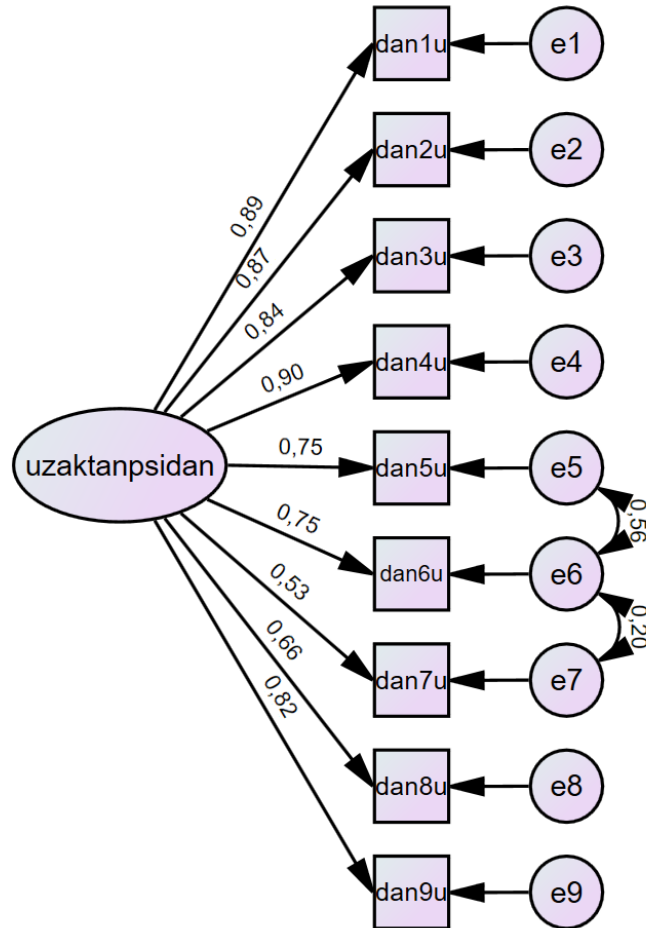 dan1u
e1
dan2u
e2
0,89
0,87
dan3u
e3
0,84
dan4u
e4
0,90
uzaktanpsidan
0,75
dan5u
e5
0,56
0,75
dan6u
e6
0,53
0,20
0,66
dan7u
e7
0,82
dan8u
e8
dan9u
e9